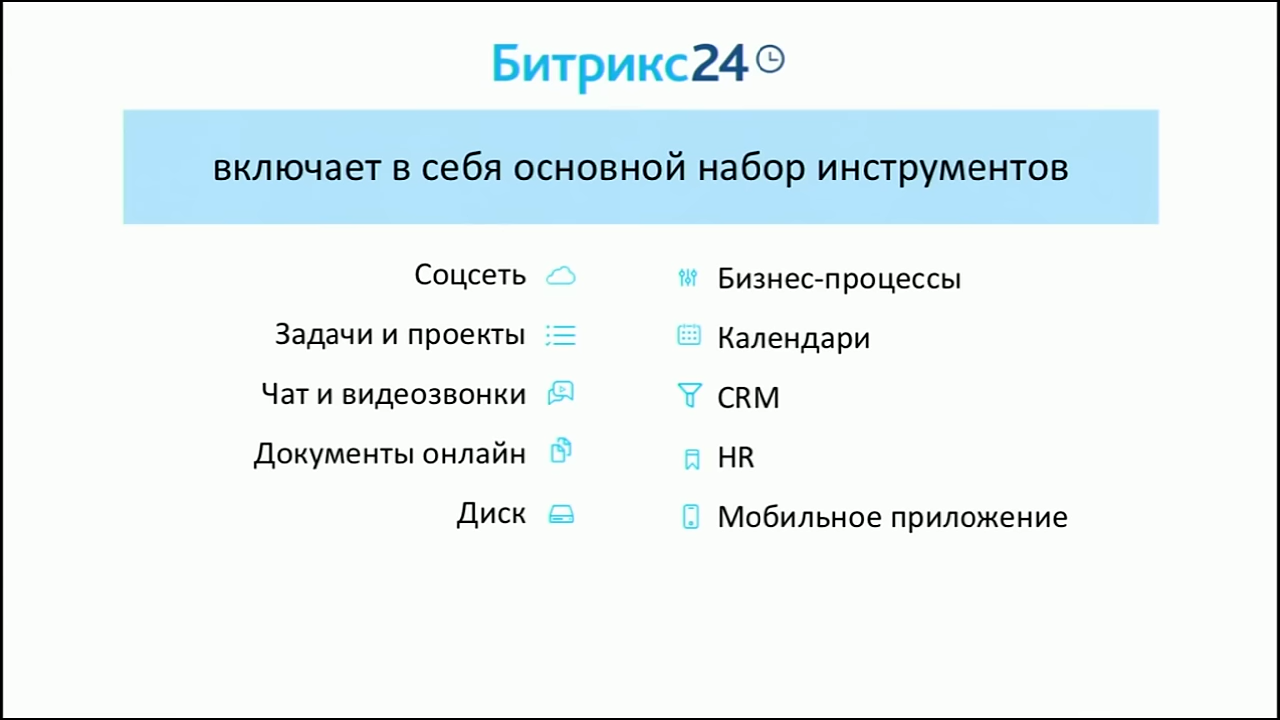 Битрикс24
включает в себя основной набор инструментов
Соцсеть
Задачи и проекты
Чат и видеозвонки
Документы онлайн
Диск
Бизнес-процессы
Календари
CRM
HR
Мобильное приложение